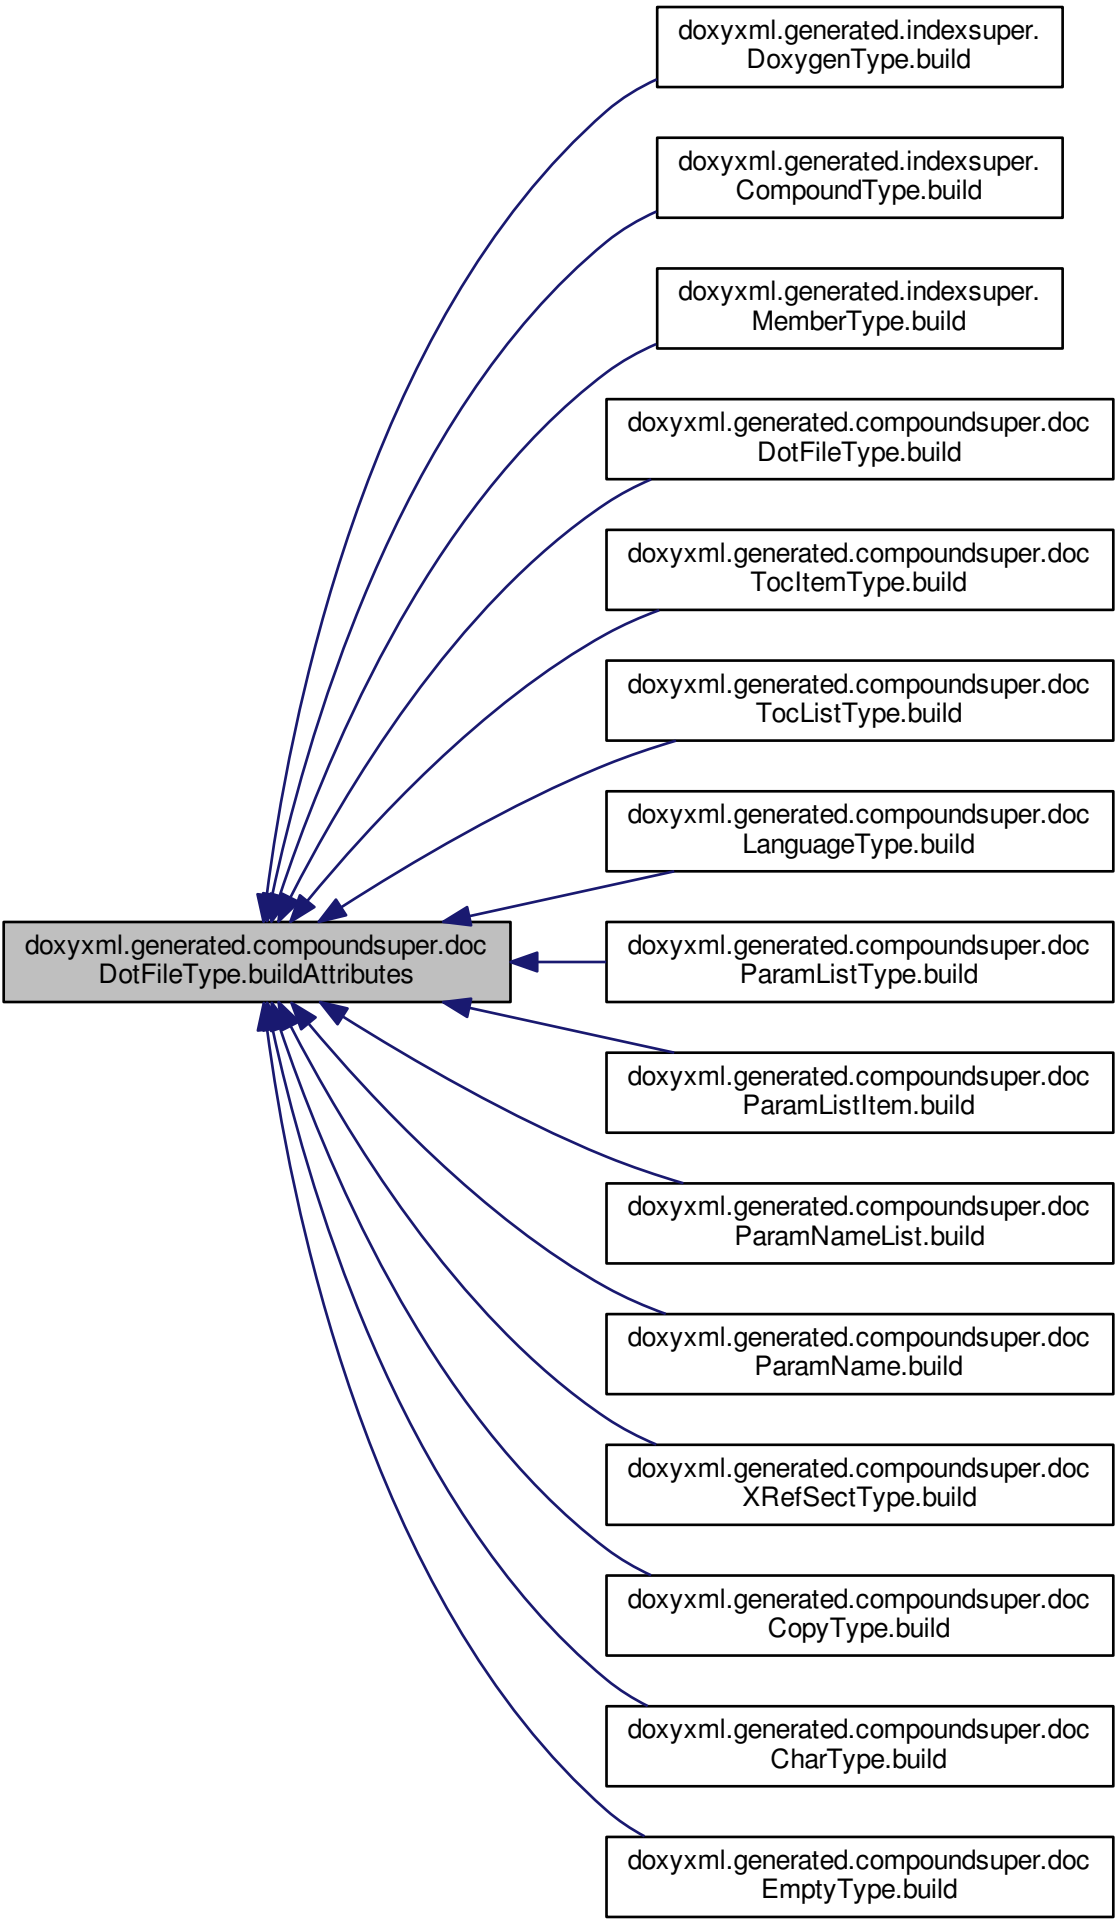 doxyxml.generated.indexsuper.
DoxygenType.build
doxyxml.generated.indexsuper.
CompoundType.build
doxyxml.generated.indexsuper.
MemberType.build
doxyxml.generated.compoundsuper.doc
DotFileType.build
doxyxml.generated.compoundsuper.doc
TocItemType.build
doxyxml.generated.compoundsuper.doc
TocListType.build
doxyxml.generated.compoundsuper.doc
LanguageType.build
doxyxml.generated.compoundsuper.doc
DotFileType.buildAttributes
doxyxml.generated.compoundsuper.doc
ParamListType.build
doxyxml.generated.compoundsuper.doc
ParamListItem.build
doxyxml.generated.compoundsuper.doc
ParamNameList.build
doxyxml.generated.compoundsuper.doc
ParamName.build
doxyxml.generated.compoundsuper.doc
XRefSectType.build
doxyxml.generated.compoundsuper.doc
CopyType.build
doxyxml.generated.compoundsuper.doc
CharType.build
doxyxml.generated.compoundsuper.doc
EmptyType.build